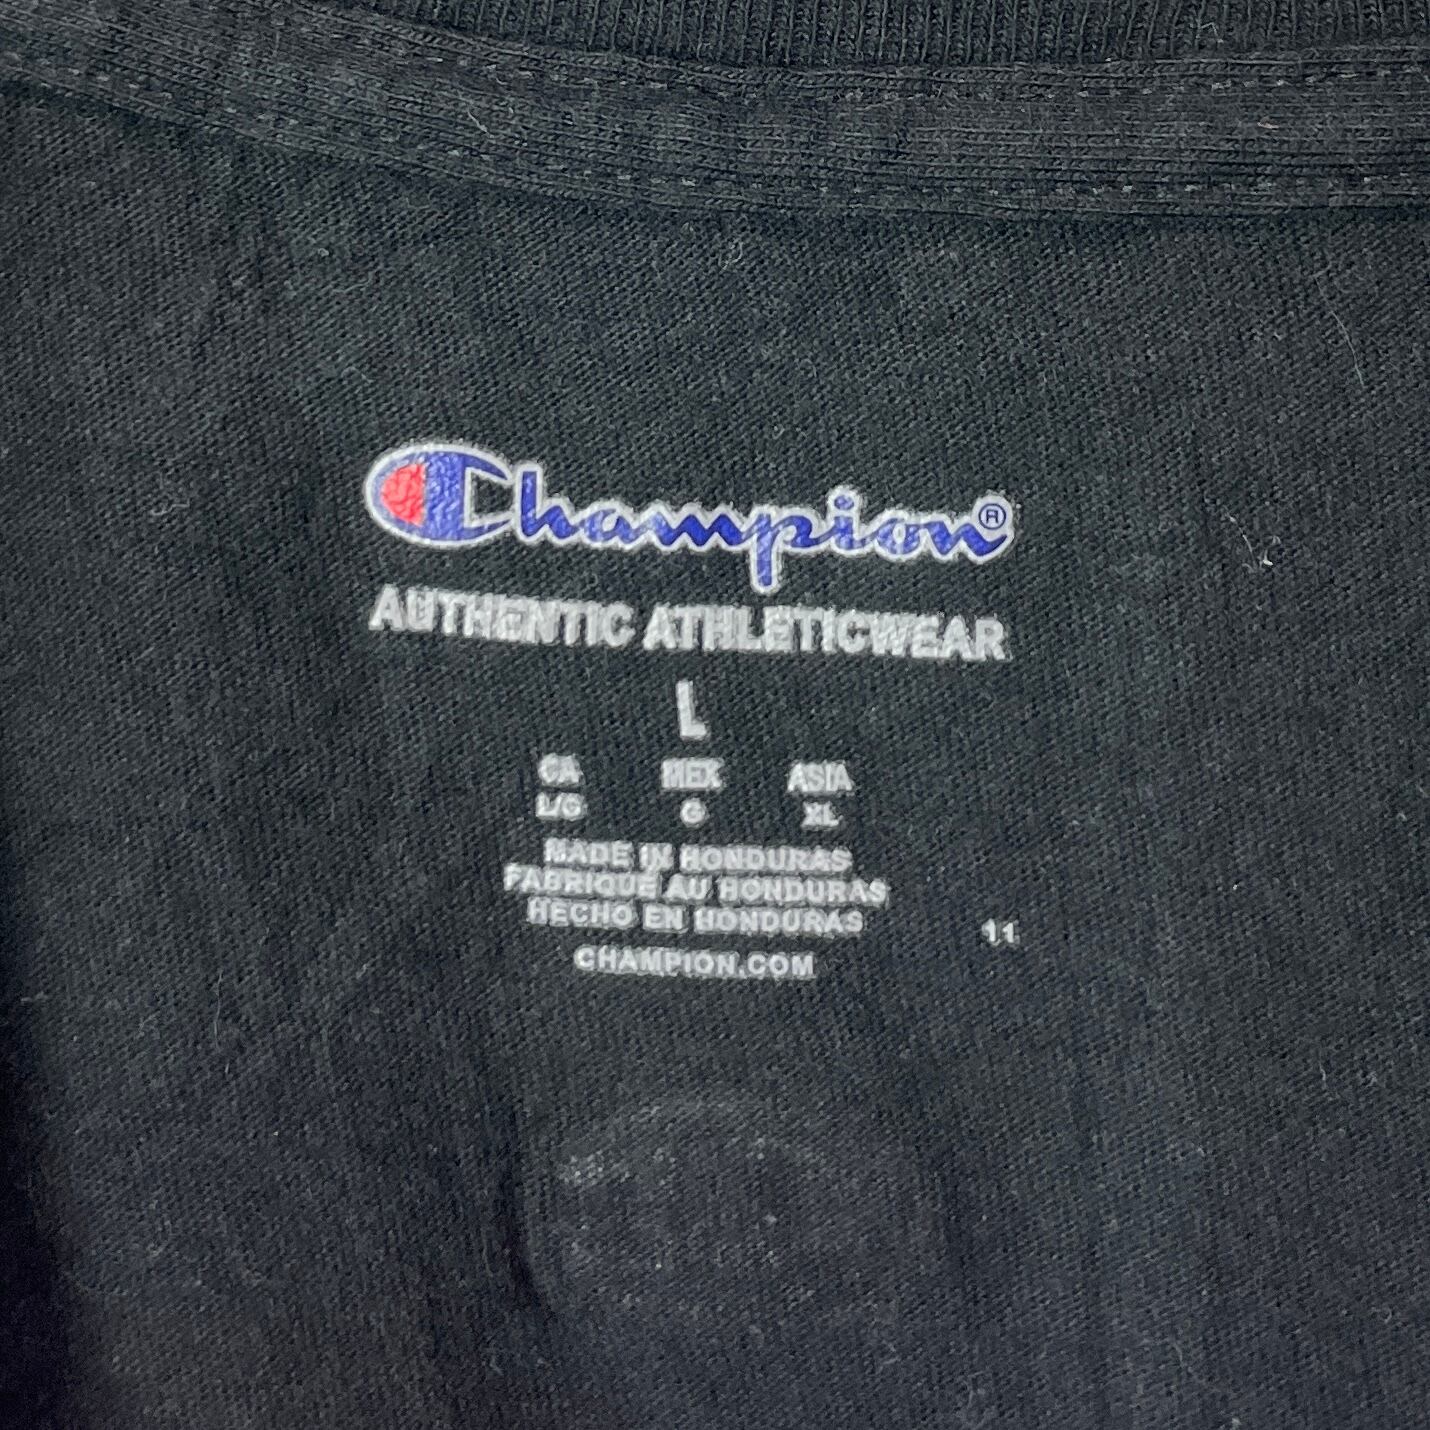 Champion®
AUTHENTIC ATHLETICWEAR
L
CA MEX ASIA
L/G G XL
MADE IN HONDURAS
FABRIQUÉ AU HONDURAS
HECHO EN HONDURAS
11
CHAMPION.COM